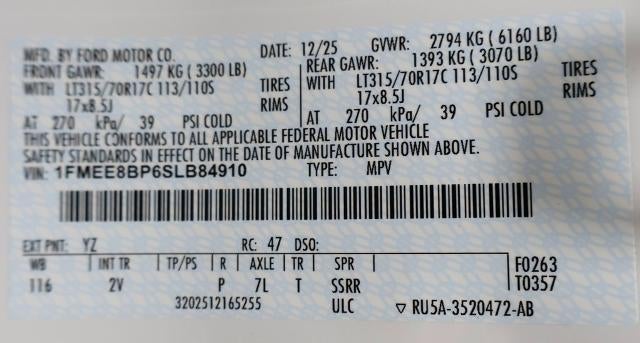 MFD. BY FORD MOTOR CO. DATE: 12/25 GVWR: 2794 KG ( 6160 LB)
FRONT GAWR: 1497 KG ( 3300 LB) REAR GAWR: 1393 KG ( 3070 LB)
WITH LT315/70R17C 113/110S TIRES WITH LT315/70R17C 113/110S TIRES
17x8.5J RIMS 17x8.5J RIMS
AT 270 kPa/ 39 PSI COLD AT 270 kPa/ 39 PSI COLD
THIS VEHICLE CONFORMS TO ALL APPLICABLE FEDERAL MOTOR VEHICLE
SAFETY STANDARDS IN EFFECT ON THE DATE OF MANUFACTURE SHOWN ABOVE.
VIN: 1FMEE8BP6SLB84910 TYPE: MPV
EXT PNT: YZ RC: 47 DSO:
WB | INT TR | TP/PS | R | AXLE | TR | SPR | F0263
116 2V P 7L T SSRR T0357
3202512165255 ULC ▽ RU5A-3520472-AB